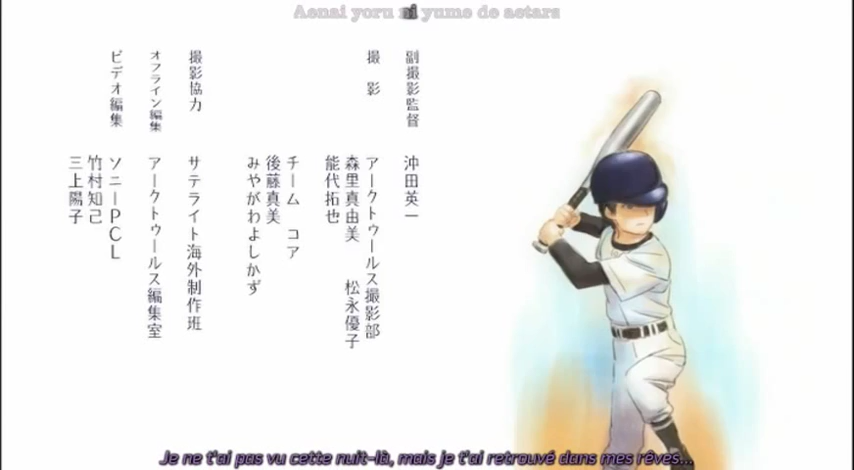 Aenai yoru ni yume de aetara
副撮影監督 沖田英一
撮影 アークトゥールス撮影部
森里真由美 松永優子
能代拓也
チーム コア
後藤真美
みやがわよしかず
撮影協力 サテライト海外制作班
オフライン編集 アークトゥールス編集室
ビデオ編集 ソニーPCL
竹村知己
三上陽子
Je ne t'ai pas vu cette nuit-là, mais je t'ai retrouvé dans mes rêves...